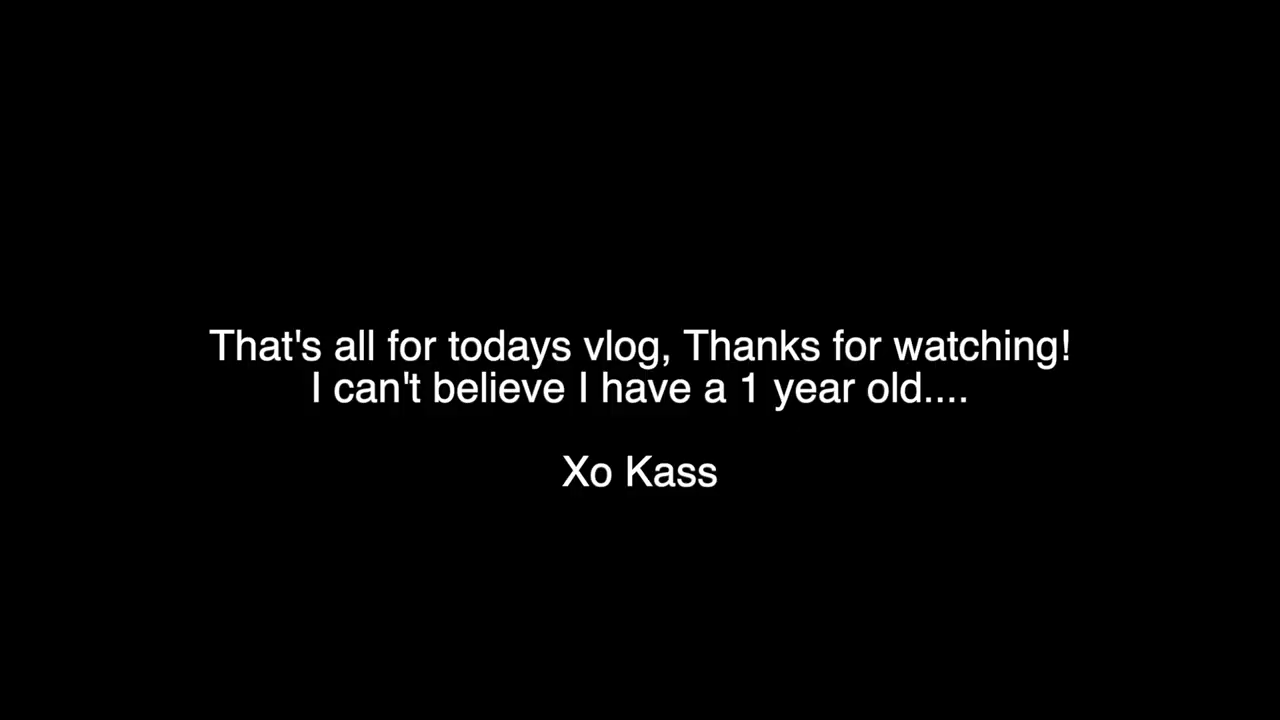 That's all for todays vlog, Thanks for watching!
I can't believe I have a 1 year old....
Xo Kass